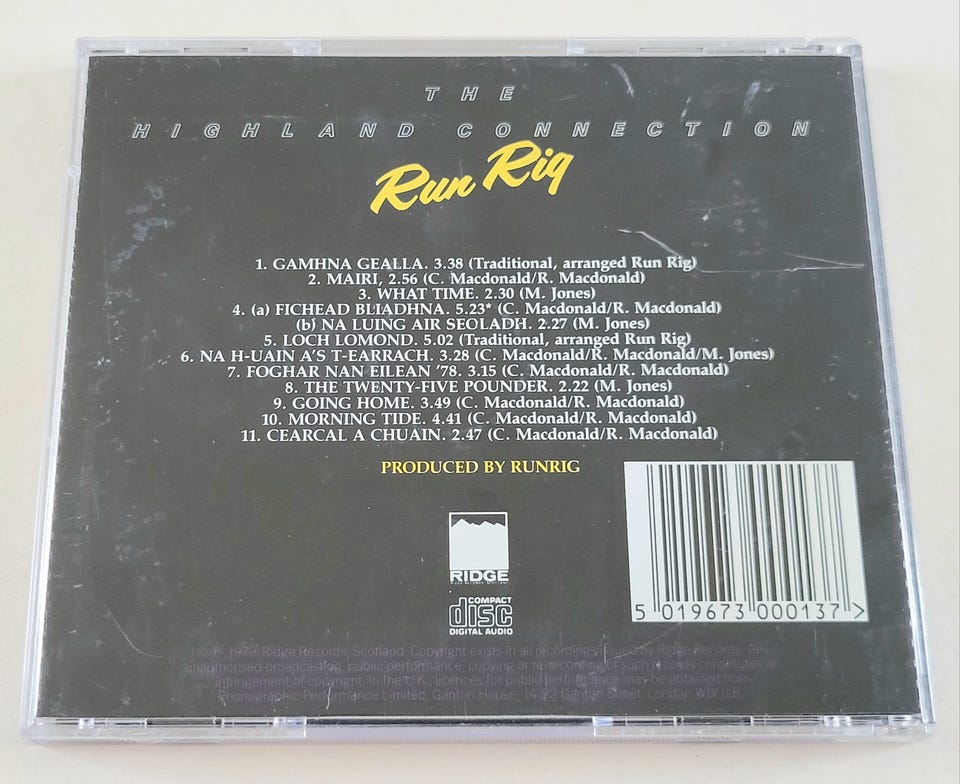 THE
HIGHLAND CONNECTION
Run Rig
1. GAMHNA GEALLA. 3.38 (Traditional, arranged Run Rig)
2. MAIRI, 2.56 (C. Macdonald/R. Macdonald)
3. WHAT TIME. 2.30 (M. Jones)
4. (a) FICHEAD BLIADHNA. 5.23* (C. Macdonald/R. Macdonald)
(b) NA LUING AIR SEOLADH. 2.27 (M. Jones)
5. LOCH LOMOND. 5.02 (Traditional, arranged Run Rig)
6. NA H-UAIN A'S T-EARRACH. 3.28 (C. Macdonald/R. Macdonald/M. Jones)
7. FOGHAR NAN EILEAN '78. 3.15 (C. Macdonald/R. Macdonald)
8. THE TWENTY-FIVE POUNDER. 2.22 (M. Jones)
9. GOING HOME. 3.49 (C. Macdonald/R. Macdonald)
10. MORNING TIDE. 4.41 (C. Macdonald/R. Macdonald)
11. CEARCAL A CHUAIN. 2.47 (C. Macdonald/R. Macdonald)
PRODUCED BY RUNRIG
RIDGE
COMPACT
disc
DIGITAL AUDIO
5 019673 000137 >
1979 Ridge Records, Scotland. Copyright exists in all recordings issued by Ridge Records. Any
unauthorised broadcasting, public performance, copying or re-recording of such records constitutes an
infringement of copyright. In the U.K., licences for public performance may be obtained from
Phonographic Performance Limited, Ganton House, 14-22 Ganton Street, London W1V 1LB